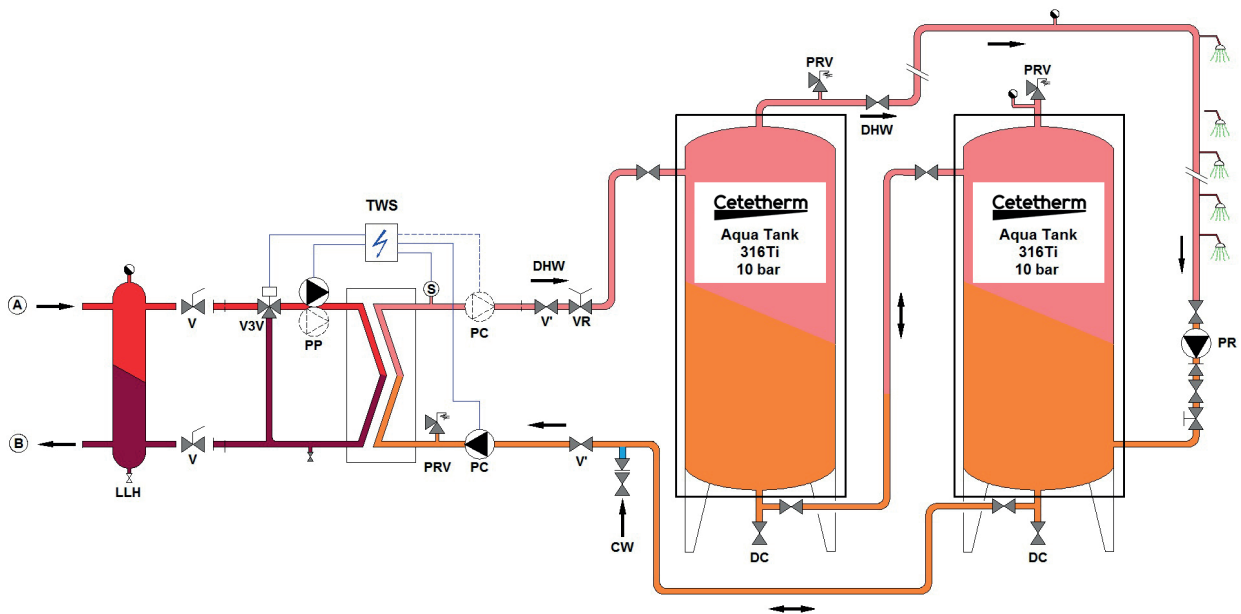 PRV
PRV
DHW
TWS
Cetetherm
Aqua Tank
316Ti
10 bar
Cetetherm
Aqua Tank
316Ti
10 bar
DHW
S
A
V
V3V
PP
PC
V'
VR
PR
B
V
LLH
PRV
PC
V'
CW
DC
DC